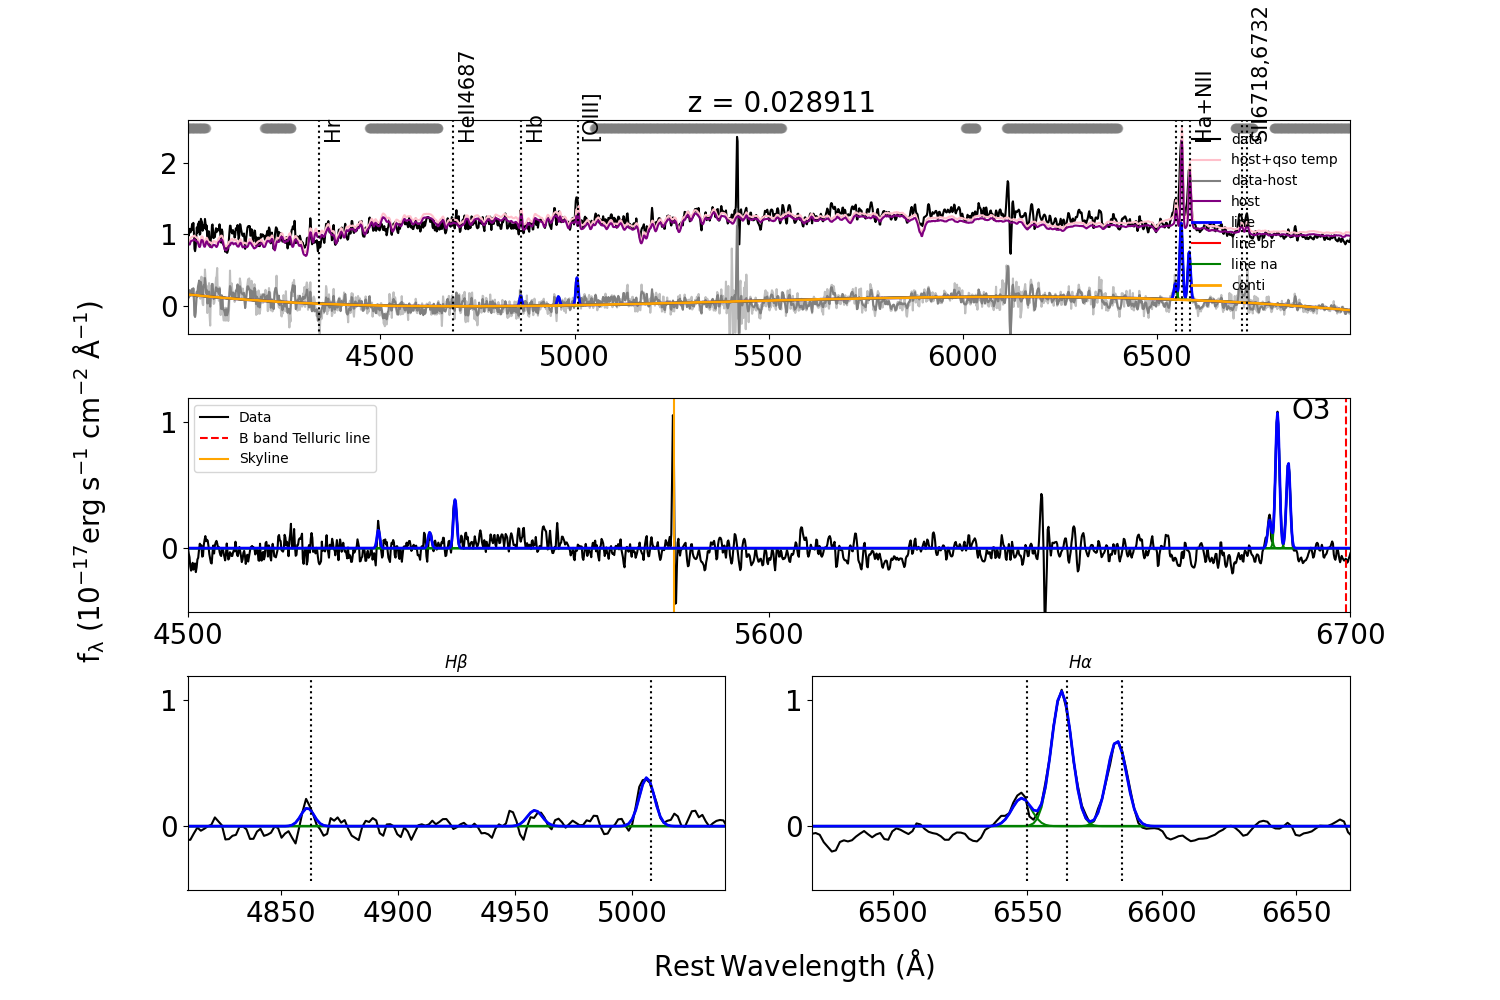 z = 0.028911
Hr
HeII4687
Hb
[OIII]
Ha+NII
SII6718,6732
data
host+qso temp
data-host
host
line
line br
line na
conti
2
1
0
4500 5000 5500 6000 6500
fλ (10⁻¹⁷erg s⁻¹ cm⁻² Å⁻¹)
Data
B band Telluric line
Skyline
O3
1
0
4500 5600 6700
Hβ
1
0
4850 4900 4950 5000
Hα
1
0
6500 6550 6600 6650
Rest Wavelength (Å)